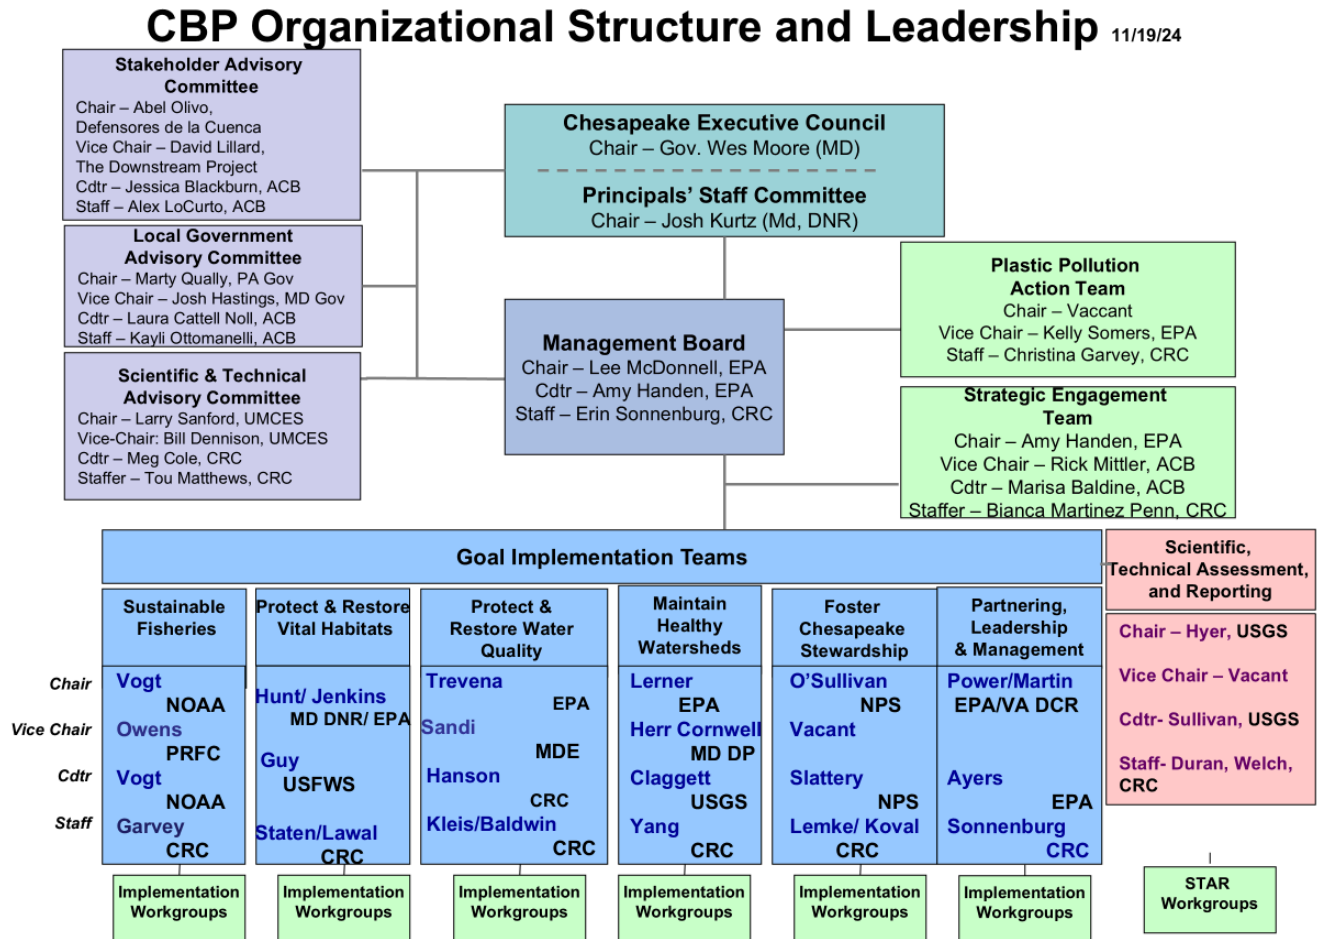 CBP Organizational Structure and Leadership 11/19/24
Stakeholder Advisory
Committee
Chair – Abel Olivo,
Defensores de la Cuenca
Vice Chair – David Lillard,
The Downstream Project
Cdtr – Jessica Blackburn, ACB
Staff – Alex LoCurto, ACB
Local Government
Advisory Committee
Chair – Marty Qually, PA Gov
Vice Chair – Josh Hastings, MD Gov
Cdtr – Laura Cattell Noll, ACB
Staff – Kayli Ottomanelli, ACB
Scientific & Technical
Advisory Committee
Chair – Larry Sanford, UMCES
Vice-Chair: Bill Dennison, UMCES
Cdtr – Meg Cole, CRC
Staffer – Tou Matthews, CRC
Chesapeake Executive Council
Chair – Gov. Wes Moore (MD)
Principals’ Staff Committee
Chair – Josh Kurtz (Md, DNR)
Management Board
Chair – Lee McDonnell, EPA
Cdtr – Amy Handen, EPA
Staff – Erin Sonnenburg, CRC
Plastic Pollution
Action Team
Chair – Vaccant
Vice Chair – Kelly Somers, EPA
Staff – Christina Garvey, CRC
Strategic Engagement
Team
Chair – Amy Handen, EPA
Vice Chair – Rick Mittler, ACB
Cdtr – Marisa Baldine, ACB
Staffer – Bianca Martinez Penn, CRC
Goal Implementation Teams
Chair
Vice Chair
Cdtr
Staff
Sustainable
Fisheries
Vogt
NOAA
Owens
PRFC
Vogt
NOAA
Garvey
CRC
Implementation
Workgroups
Protect & Restore
Vital Habitats
Hunt/ Jenkins
MD DNR/ EPA
Guy
USFWS
Staten/Lawal
CRC
Implementation
Workgroups
Protect &
Restore Water
Quality
Trevena
EPA
Sandi
MDE
Hanson
CRC
Kleis/Baldwin
CRC
Implementation
Workgroups
Maintain
Healthy
Watersheds
Lerner
EPA
Herr Cornwell
MD DP
Claggett
USGS
Yang
CRC
Implementation
Workgroups
Foster
Chesapeake
Stewardship
O’Sullivan
NPS
Vacant
Slattery
NPS
Lemke/ Koval
CRC
Implementation
Workgroups
Partnering,
Leadership
& Management
Power/Martin
EPA/VA DCR
Ayers
EPA
Sonnenburg
CRC
Implementation
Workgroups
Scientific,
Technical Assessment,
and Reporting
Chair – Hyer, USGS
Vice Chair – Vacant
Cdtr- Sullivan, USGS
Staff- Duran, Welch,
CRC
STAR
Workgroups